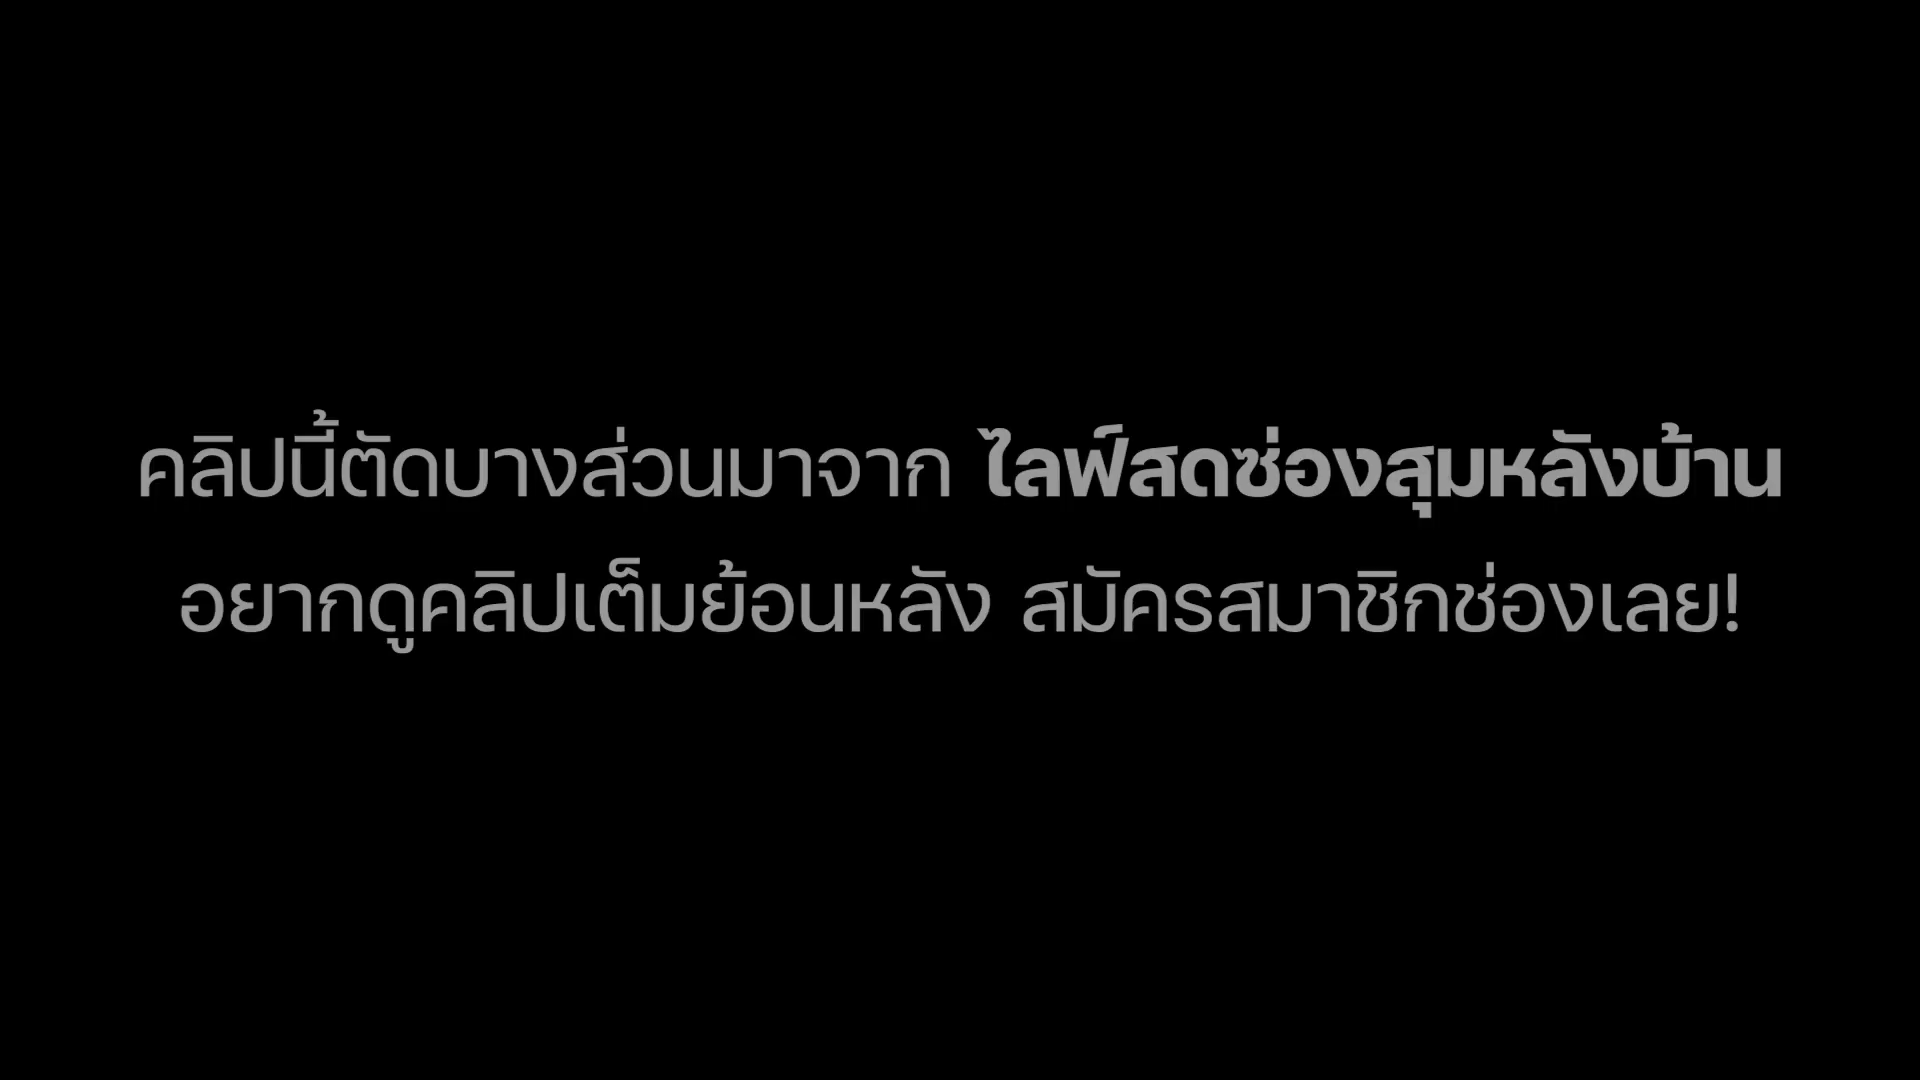 คลิปนี้ตัดบางส่วนมาจาก ไลฟ์สดซ่องสุมหลังบ้าน
อยากดูคลิปเต็มย้อนหลัง สมัครสมาชิกช่องเลย!